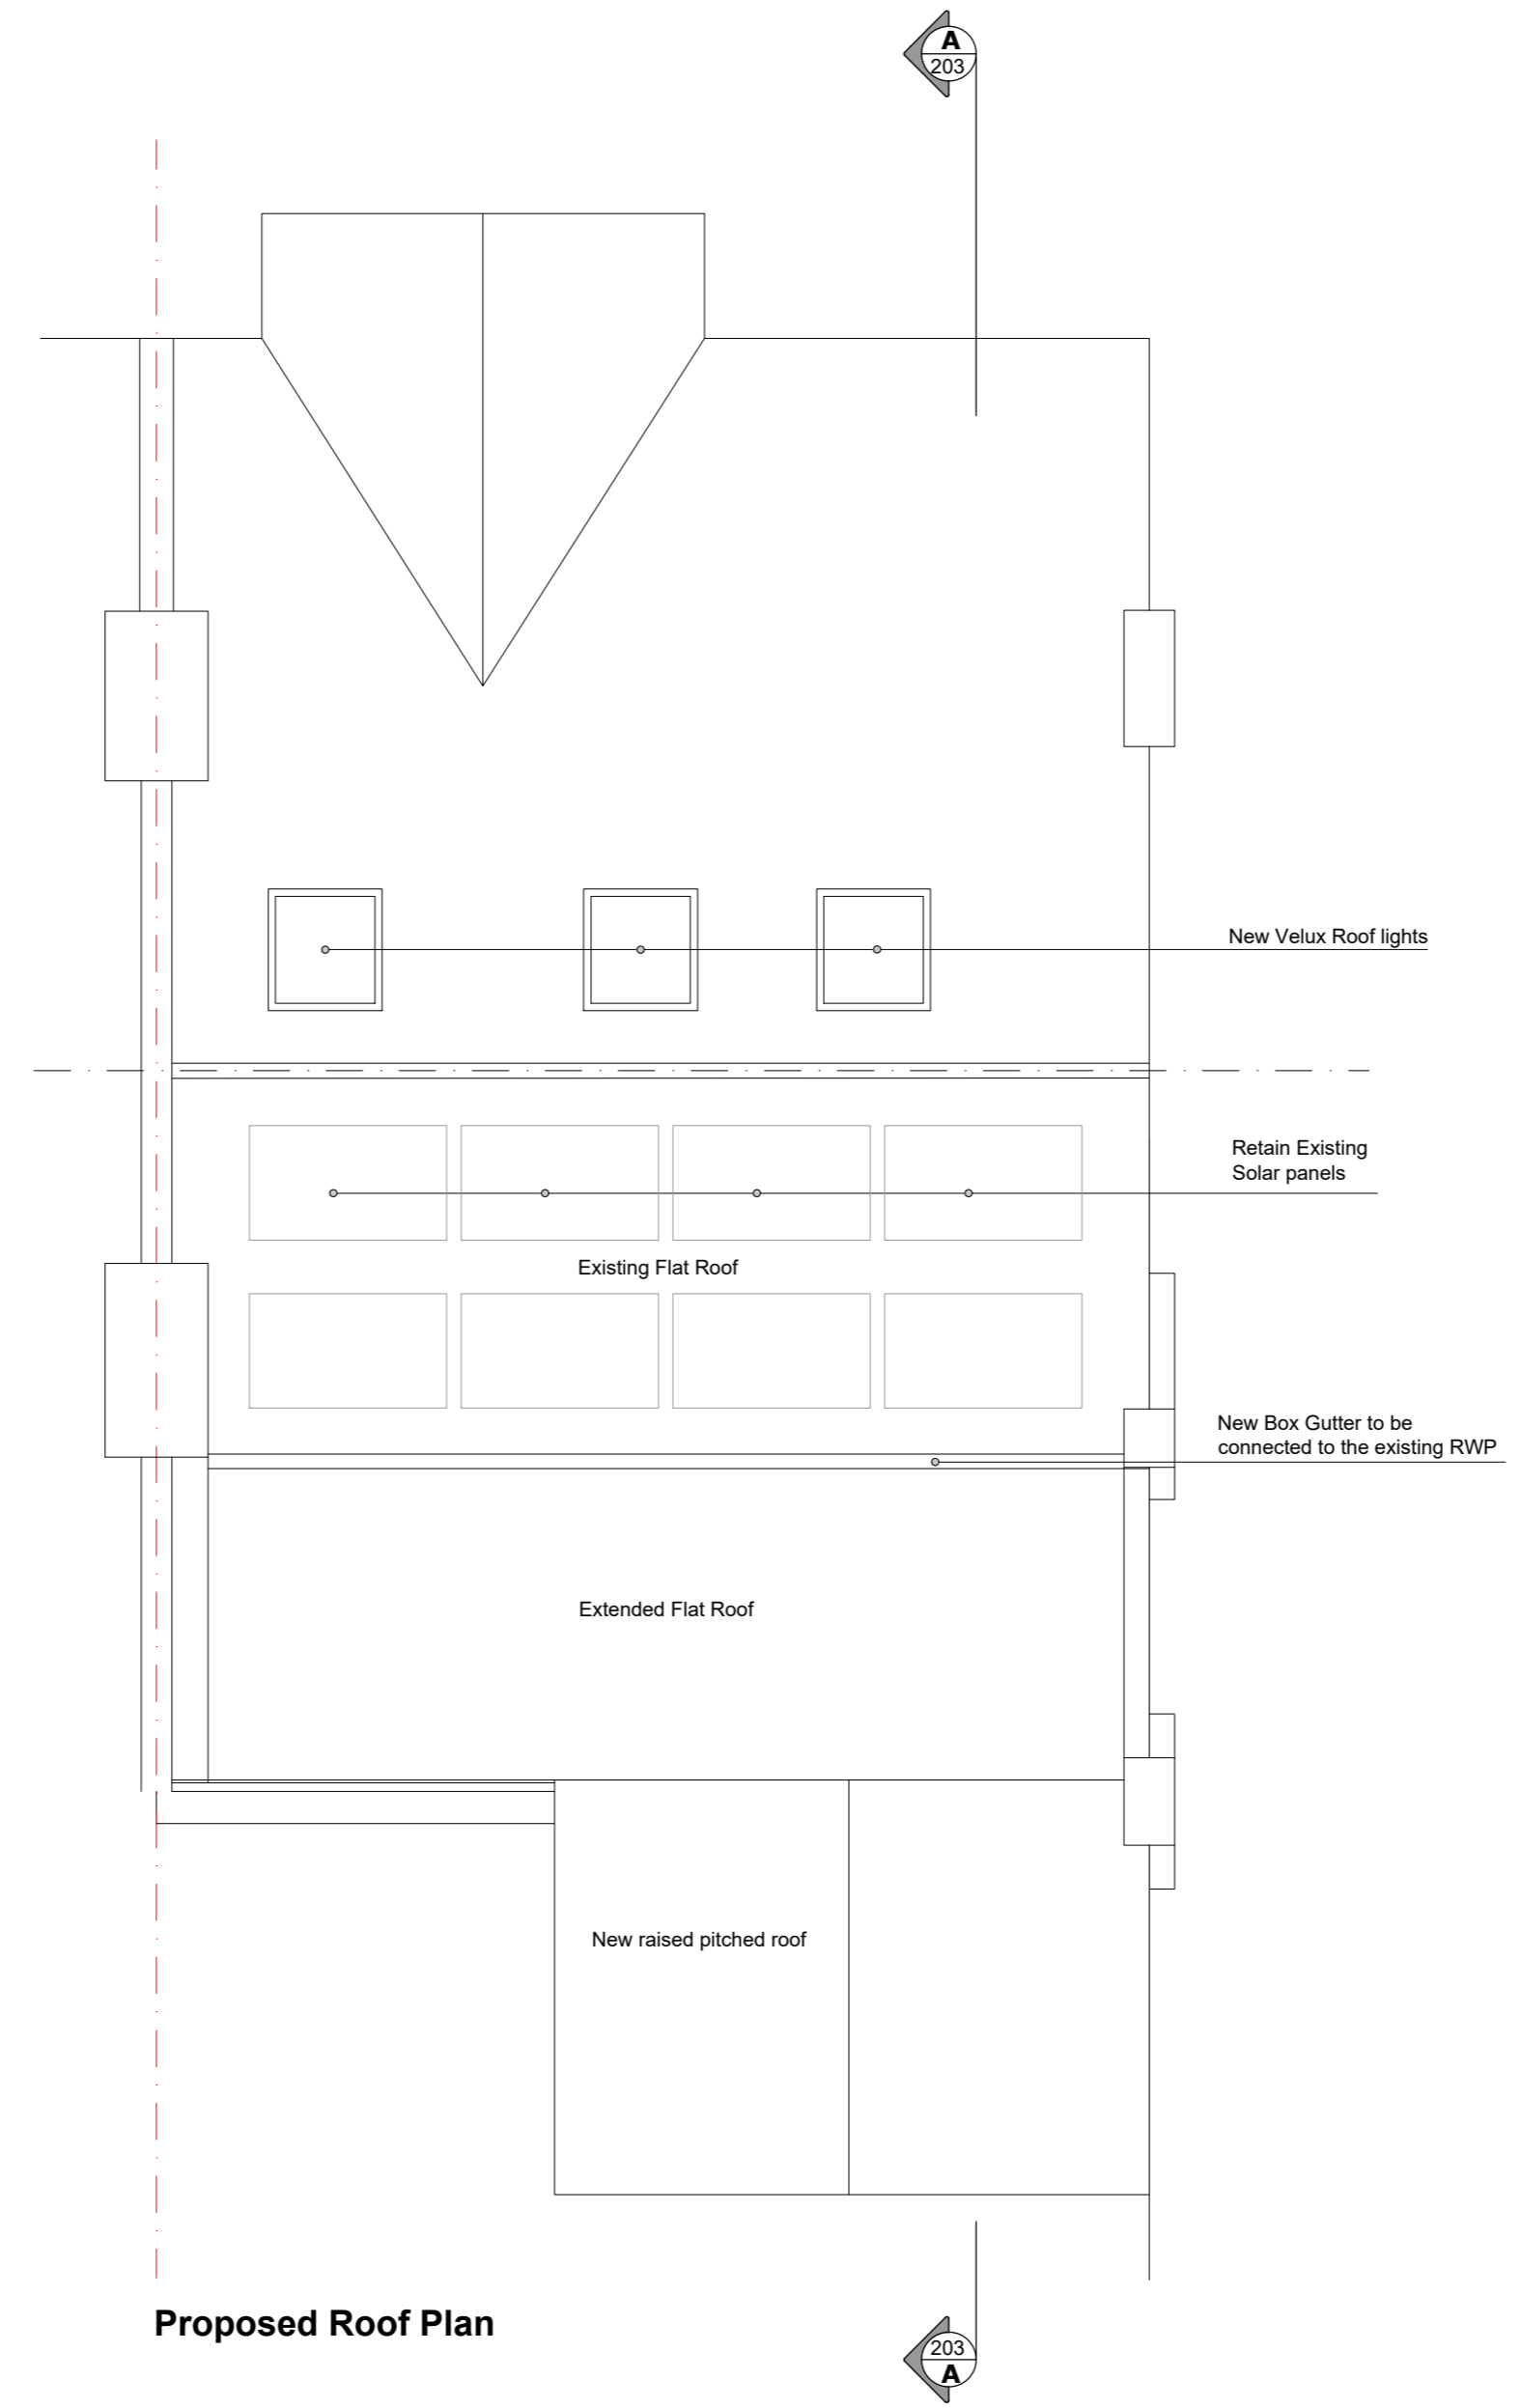 A
203
New Velux Roof lights
Retain Existing
Solar panels
Existing Flat Roof
New Box Gutter to be
connected to the existing RWP
Extended Flat Roof
New raised pitched roof
Proposed Roof Plan
203
A